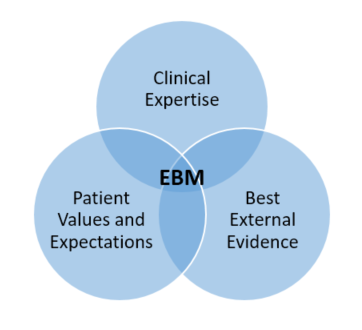 Clinical
Expertise
EBM
Patient
Values and
Expectations
Best
External
Evidence